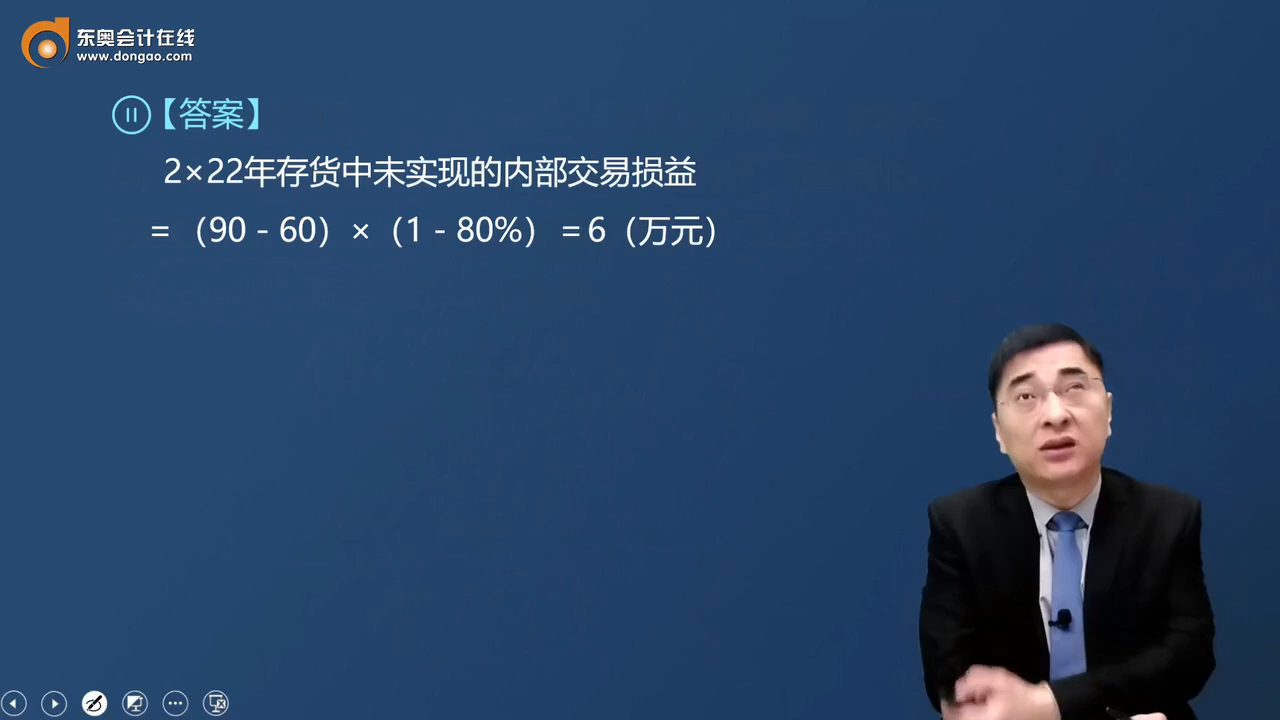 东奥会计在线
www.dongao.com
【答案】
2×22年存货中未实现的内部交易损益
=（90-60）×（1-80%）=6（万元）